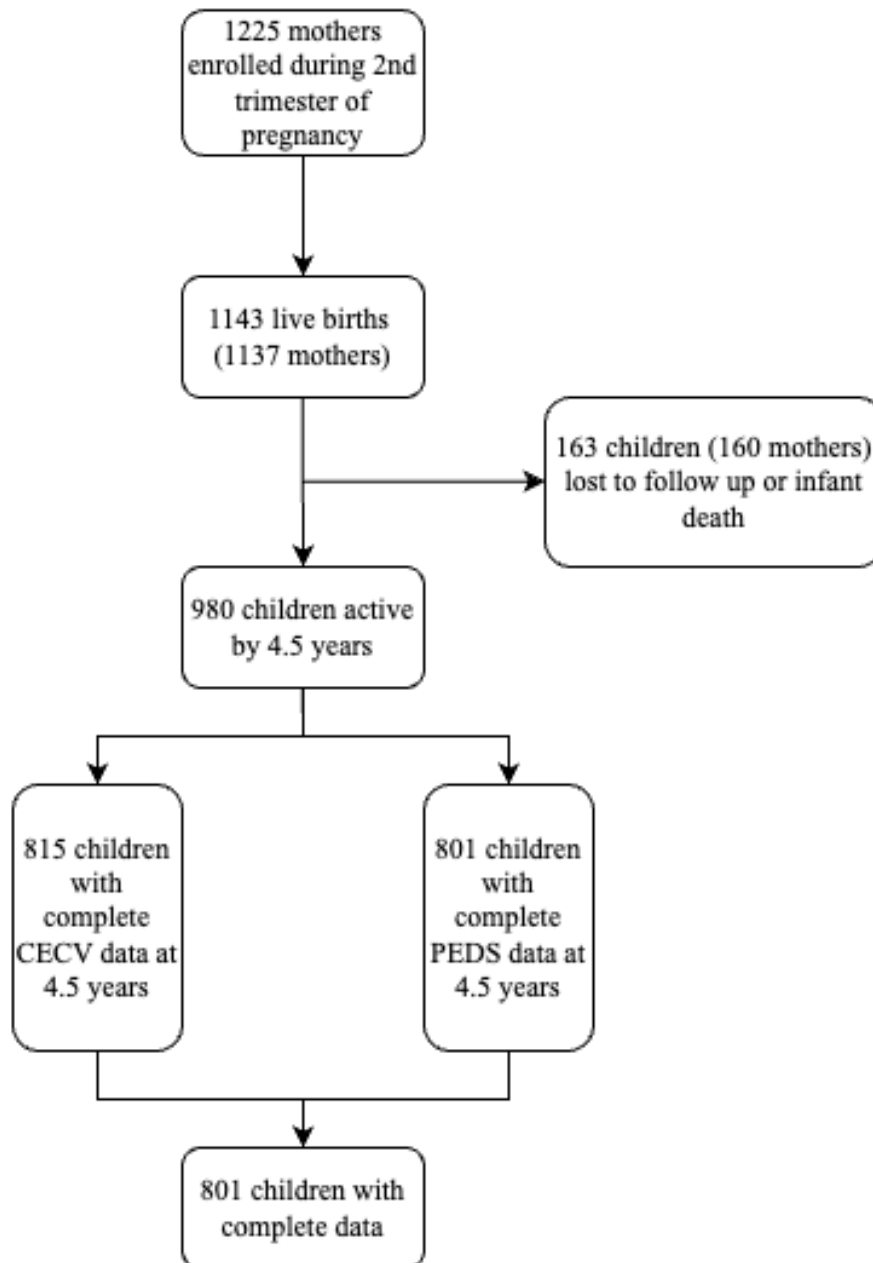 1225 mothers
enrolled during 2nd
trimester of
pregnancy
1143 live births
(1137 mothers)
163 children (160 mothers)
lost to follow up or infant
death
980 children active
by 4.5 years
815 children
with
complete
CECV data at
4.5 years
801 children
with
complete
PEDS data at
4.5 years
801 children with
complete data